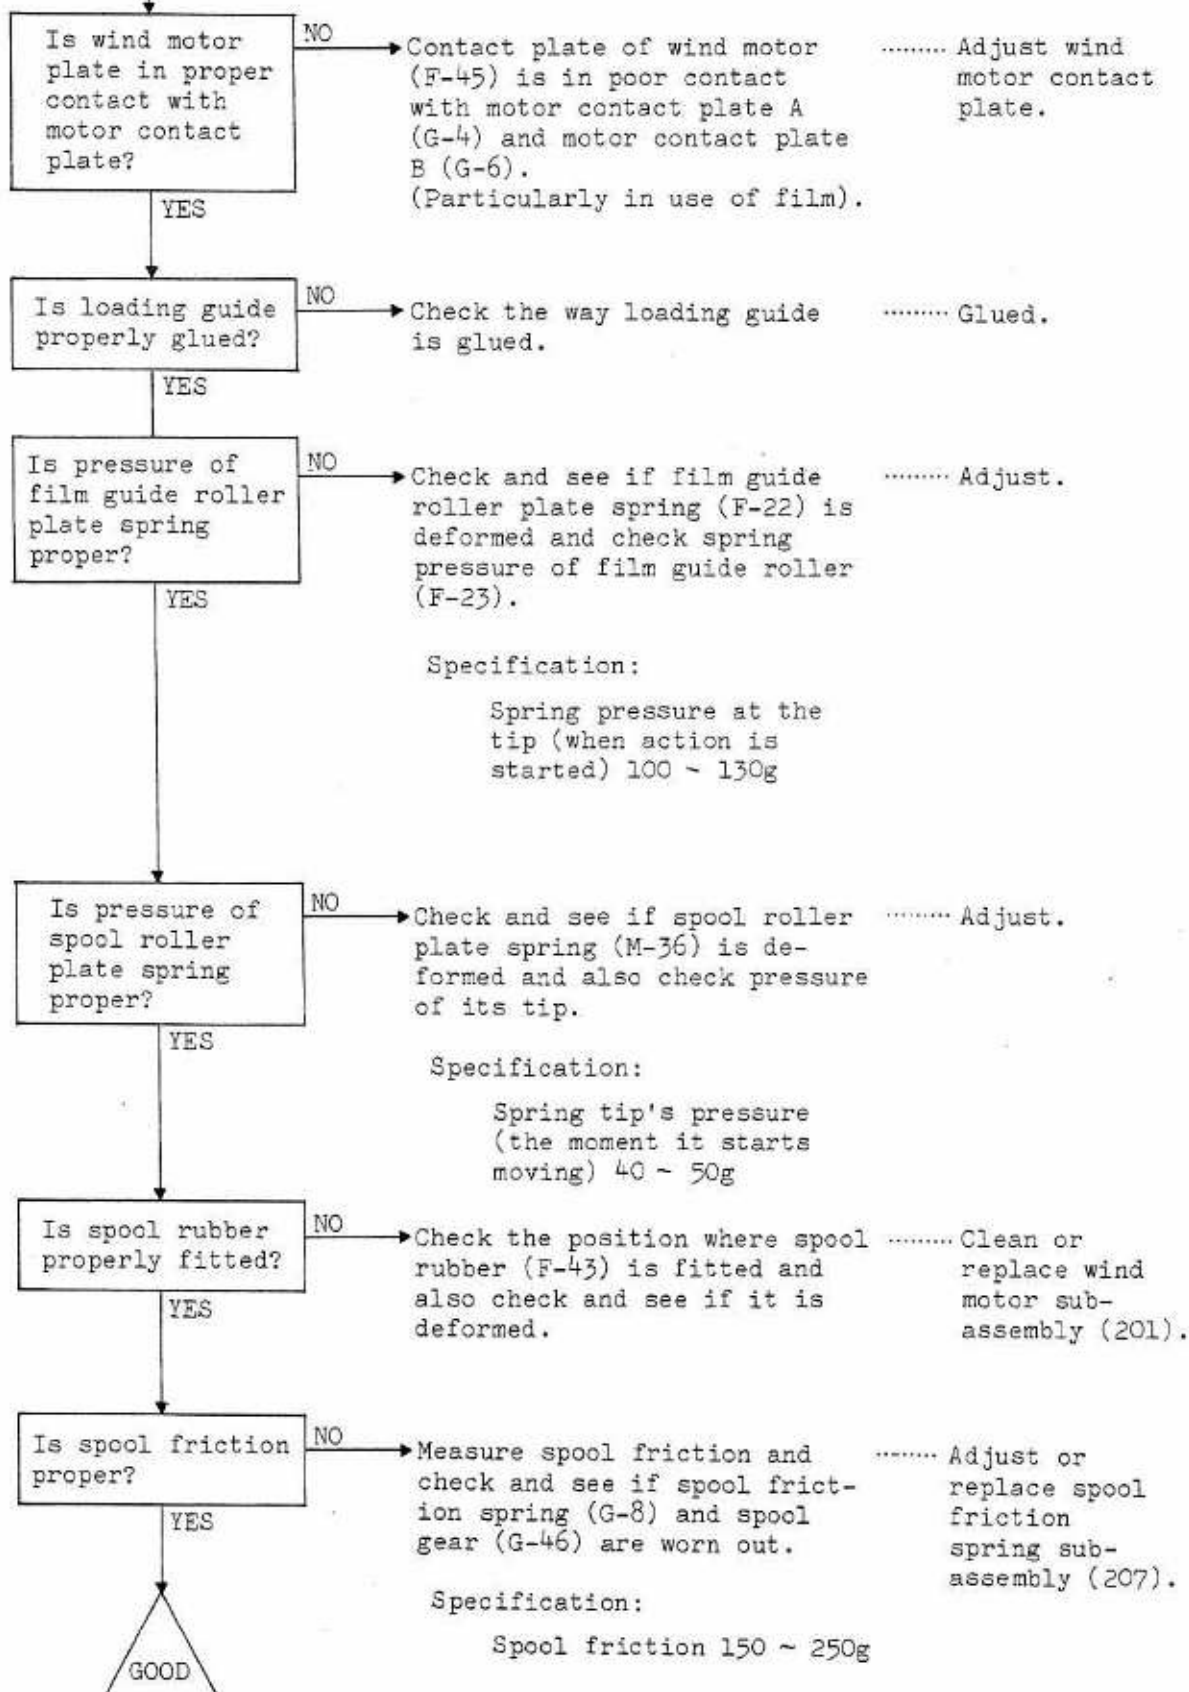 Is wind motor
plate in proper
contact with
motor contact
plate?
NO
Contact plate of wind motor
(F-45) is in poor contact
with motor contact plate A
(G-4) and motor contact plate
B (G-6).
(Particularly in use of film).
......... Adjust wind
motor contact
plate.
YES
Is loading guide
properly glued?
NO
Check the way loading guide
is glued.
......... Glued.
YES
Is pressure of
film guide roller
plate spring
proper?
NO
Check and see if film guide
roller plate spring (F-22) is
deformed and check spring
pressure of film guide roller
(F-23).
......... Adjust.
Specification:
Spring pressure at the
tip (when action is
started) 100 ~ 130g
YES
Is pressure of
spool roller
plate spring
proper?
NO
Check and see if spool roller
plate spring (M-36) is de-
formed and also check pressure
of its tip.
......... Adjust.
Specification:
Spring tip's pressure
(the moment it starts
moving) 40 ~ 50g
YES
Is spool rubber
properly fitted?
NO
Check the position where spool
rubber (F-43) is fitted and
also check and see if it is
deformed.
......... Clean or
replace wind
motor sub-
assembly (201).
YES
Is spool friction
proper?
NO
Measure spool friction and
check and see if spool frict-
ion spring (G-8) and spool
gear (G-46) are worn out.
......... Adjust or
replace spool
friction
spring sub-
assembly (207).
Specification:
Spool friction 150 ~ 250g
YES
GOOD